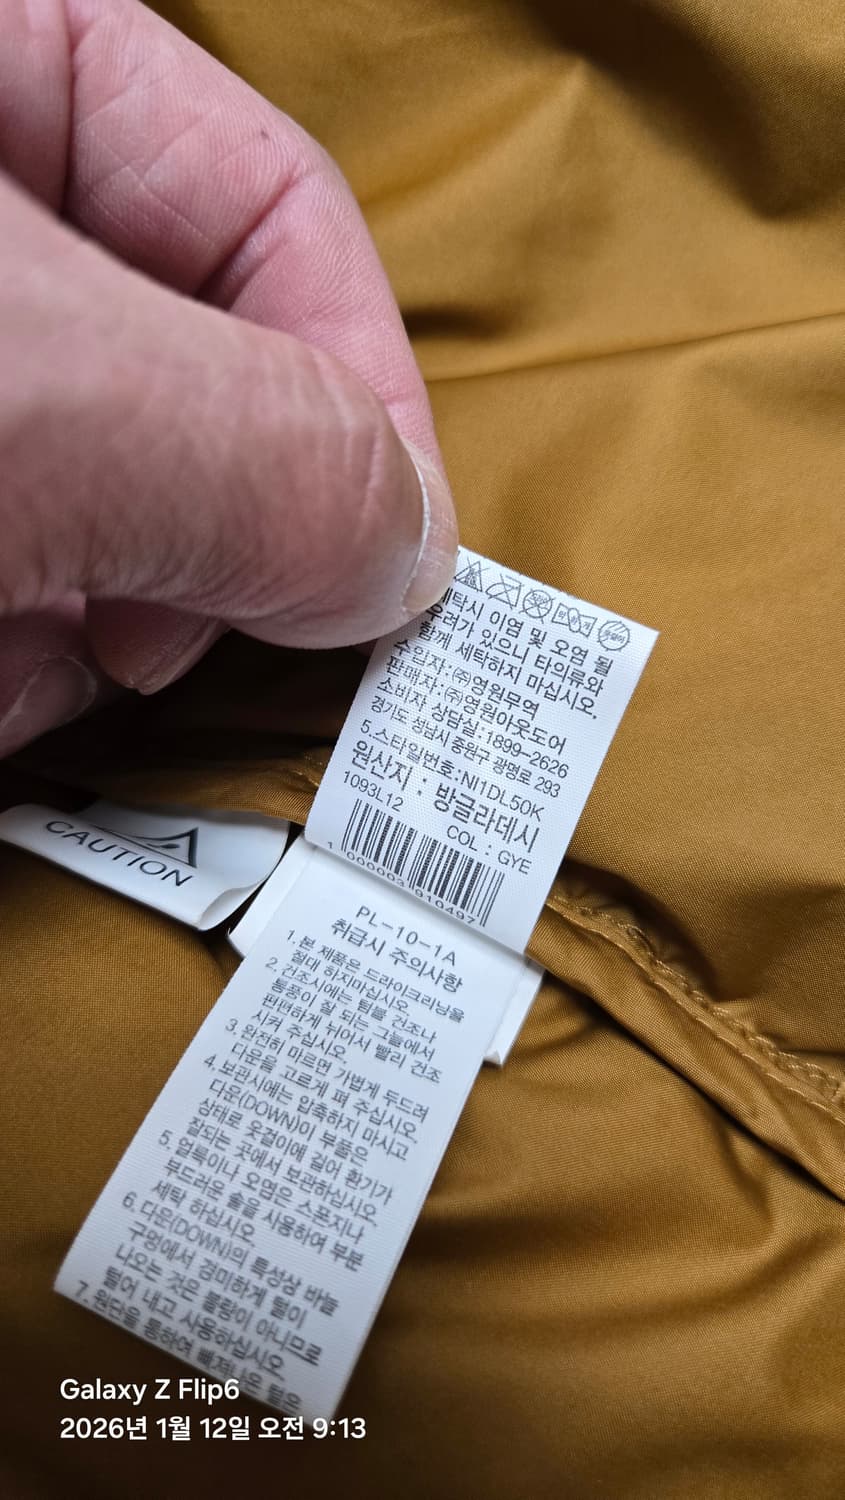 세탁시 이염 및 오염 될
우려가 있으니 타의류와
함께 세탁하지 마십시오.
수입자:㈜영원무역
판매자:㈜영원아웃도어
소비자 상담실:1899-2626
경기도 성남시 중원구 광명로 293
5.스타일번호:NI1DL50K
원산지 : 방글라데시
1093L12
COL : GYE
1 000003 910497
CAUTION
PL-10-1A
취급시 주의사항
1. 본 제품은 드라이크리닝을
절대 하지마십시오.
2. 건조시에는 텀블 건조나
통풍이 잘 되는 그늘에서
편편하게 뉘어서 빨리 건조
시켜 주십시오.
3. 완전히 마르면 가볍게 두드려
다운을 고르게 펴 주십시오.
4. 보관시에는 압축하지 마시고
다운(DOWN)이 부풀은
상태로 옷걸이에 걸어 환기가
잘되는 곳에서 보관하십시오.
5. 얼룩이나 오염은 스폰지나
부드러운 솔을 사용하여 부분
세탁 하십시오
6. 다운(DOWN)의 특성상 바늘
구멍에서 경미하게 털이
나오는 것은 불량이 아니므로
털어 내고 사용하십시오.
7. 원단을 통하여 빠져나온 털은
Galaxy Z Flip6
2026년 1월 12일 오전 9:13